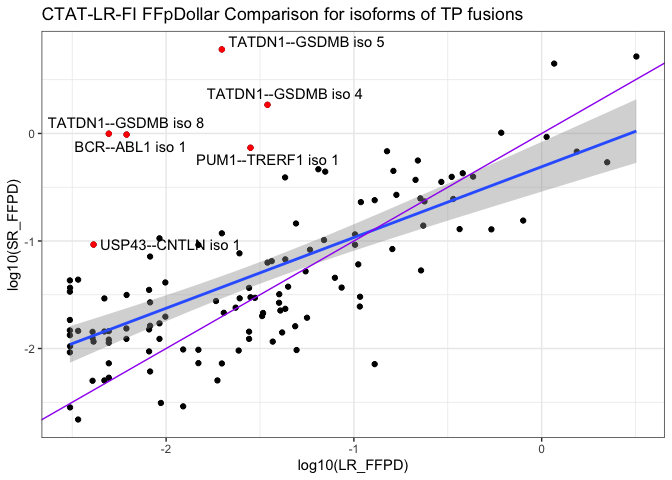 CTAT-LR-FI FFpDollar Comparison for isoforms of TP fusions
TATDN1--GSDMB iso 5
TATDN1--GSDMB iso 4
TATDN1--GSDMB iso 8
BCR--ABL1 iso 1
PUM1--TRERF1 iso 1
USP43--CNTLN iso 1
log10(SR_FFPD)
0
-1
-2
-2
-1
0
log10(LR_FFPD)